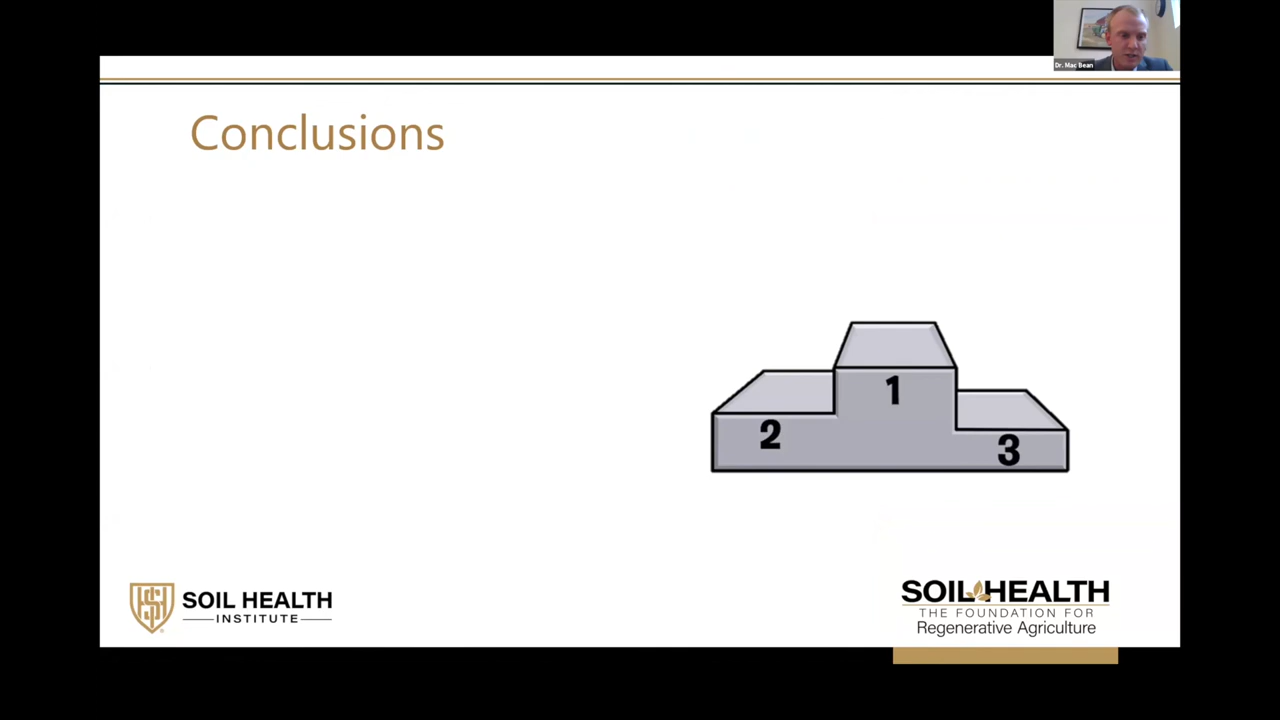 Dr. Mac Bean
Conclusions
1
2
3
SOIL HEALTH
INSTITUTE
SOIL HEALTH
THE FOUNDATION FOR
Regenerative Agriculture